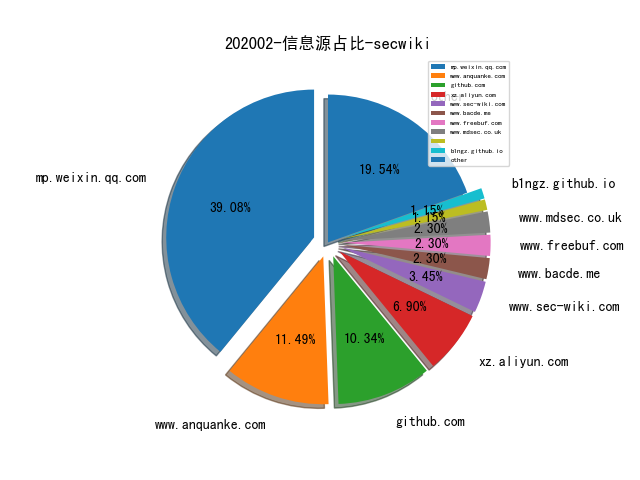 202002-信息源占比-secwiki
mp.weixin.qq.com
www.anquanke.com
github.com
xz.aliyun.com
www.sec-wiki.com
www.bacde.me
www.freebuf.com
www.mdsec.co.uk
b1ngz.github.io
other
other
19.54%
mp.weixin.qq.com
39.08%
b1ngz.github.io
1.15%
1.15%
www.mdsec.co.uk
2.30%
www.freebuf.com
2.30%
www.bacde.me
2.30%
www.sec-wiki.com
3.45%
xz.aliyun.com
6.90%
github.com
10.34%
www.anquanke.com
11.49%